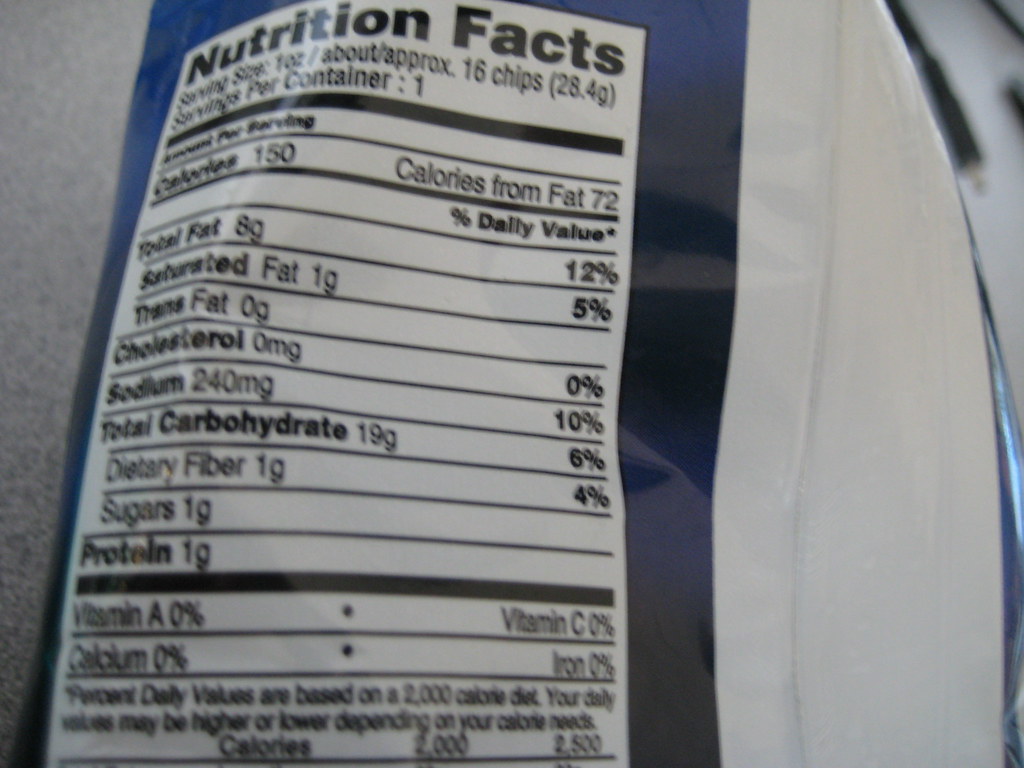 Nutrition Facts
Serving Size: 1oz / about/approx. 16 chips (28.4g)
Servings Per Container : 1
Amount Per Serving
Calories 150 Calories from Fat 72
% Daily Value*
Total Fat 8g 12%
Saturated Fat 1g 5%
Trans Fat 0g
Cholesterol 0mg 0%
Sodium 240mg 10%
Total Carbohydrate 19g 6%
Dietary Fiber 1g 4%
Sugars 1g
Protein 1g
Vitamin A 0% • Vitamin C 0%
Calcium 0% • Iron 0%
*Percent Daily Values are based on a 2,000 calorie diet. Your daily
values may be higher or lower depending on your calorie needs.
Calories 2,000 2,500